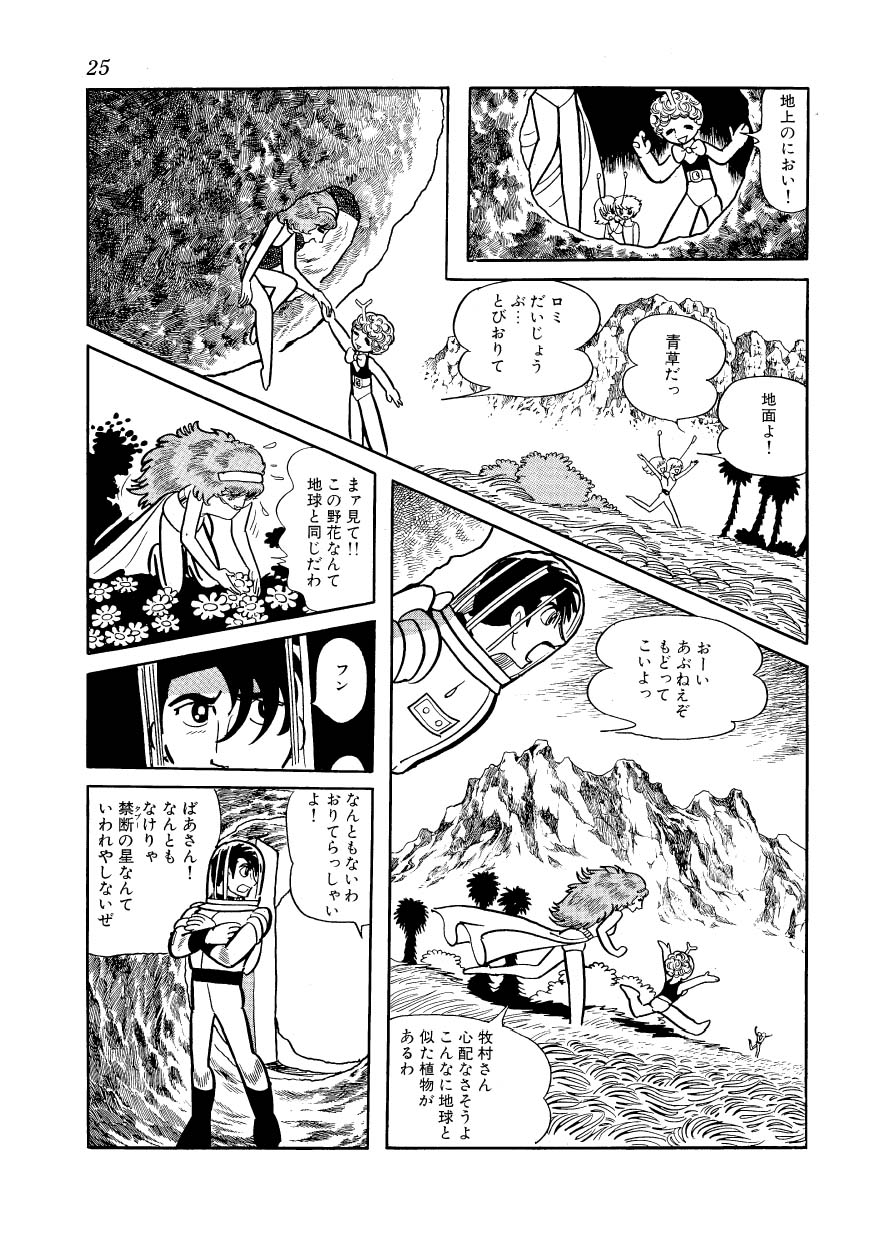 25
地上のにおい！
地面よ！
青草だっ
ロミ
だいじょう
ぶ…
とびおりて
まァ見て!!
この野花なんて
地球と同じだわ
おーい
あぶねえぞ
もどって
こいよっ
フン
牧村さん
心配なさそうよ
こんなに地球と
似た植物が
あるわ
なんともないわ
おりてらっしゃい
よ！
ばあさん！
なんとも
なけりゃ
禁断の星なんて
タブー
いわれやしないぜ